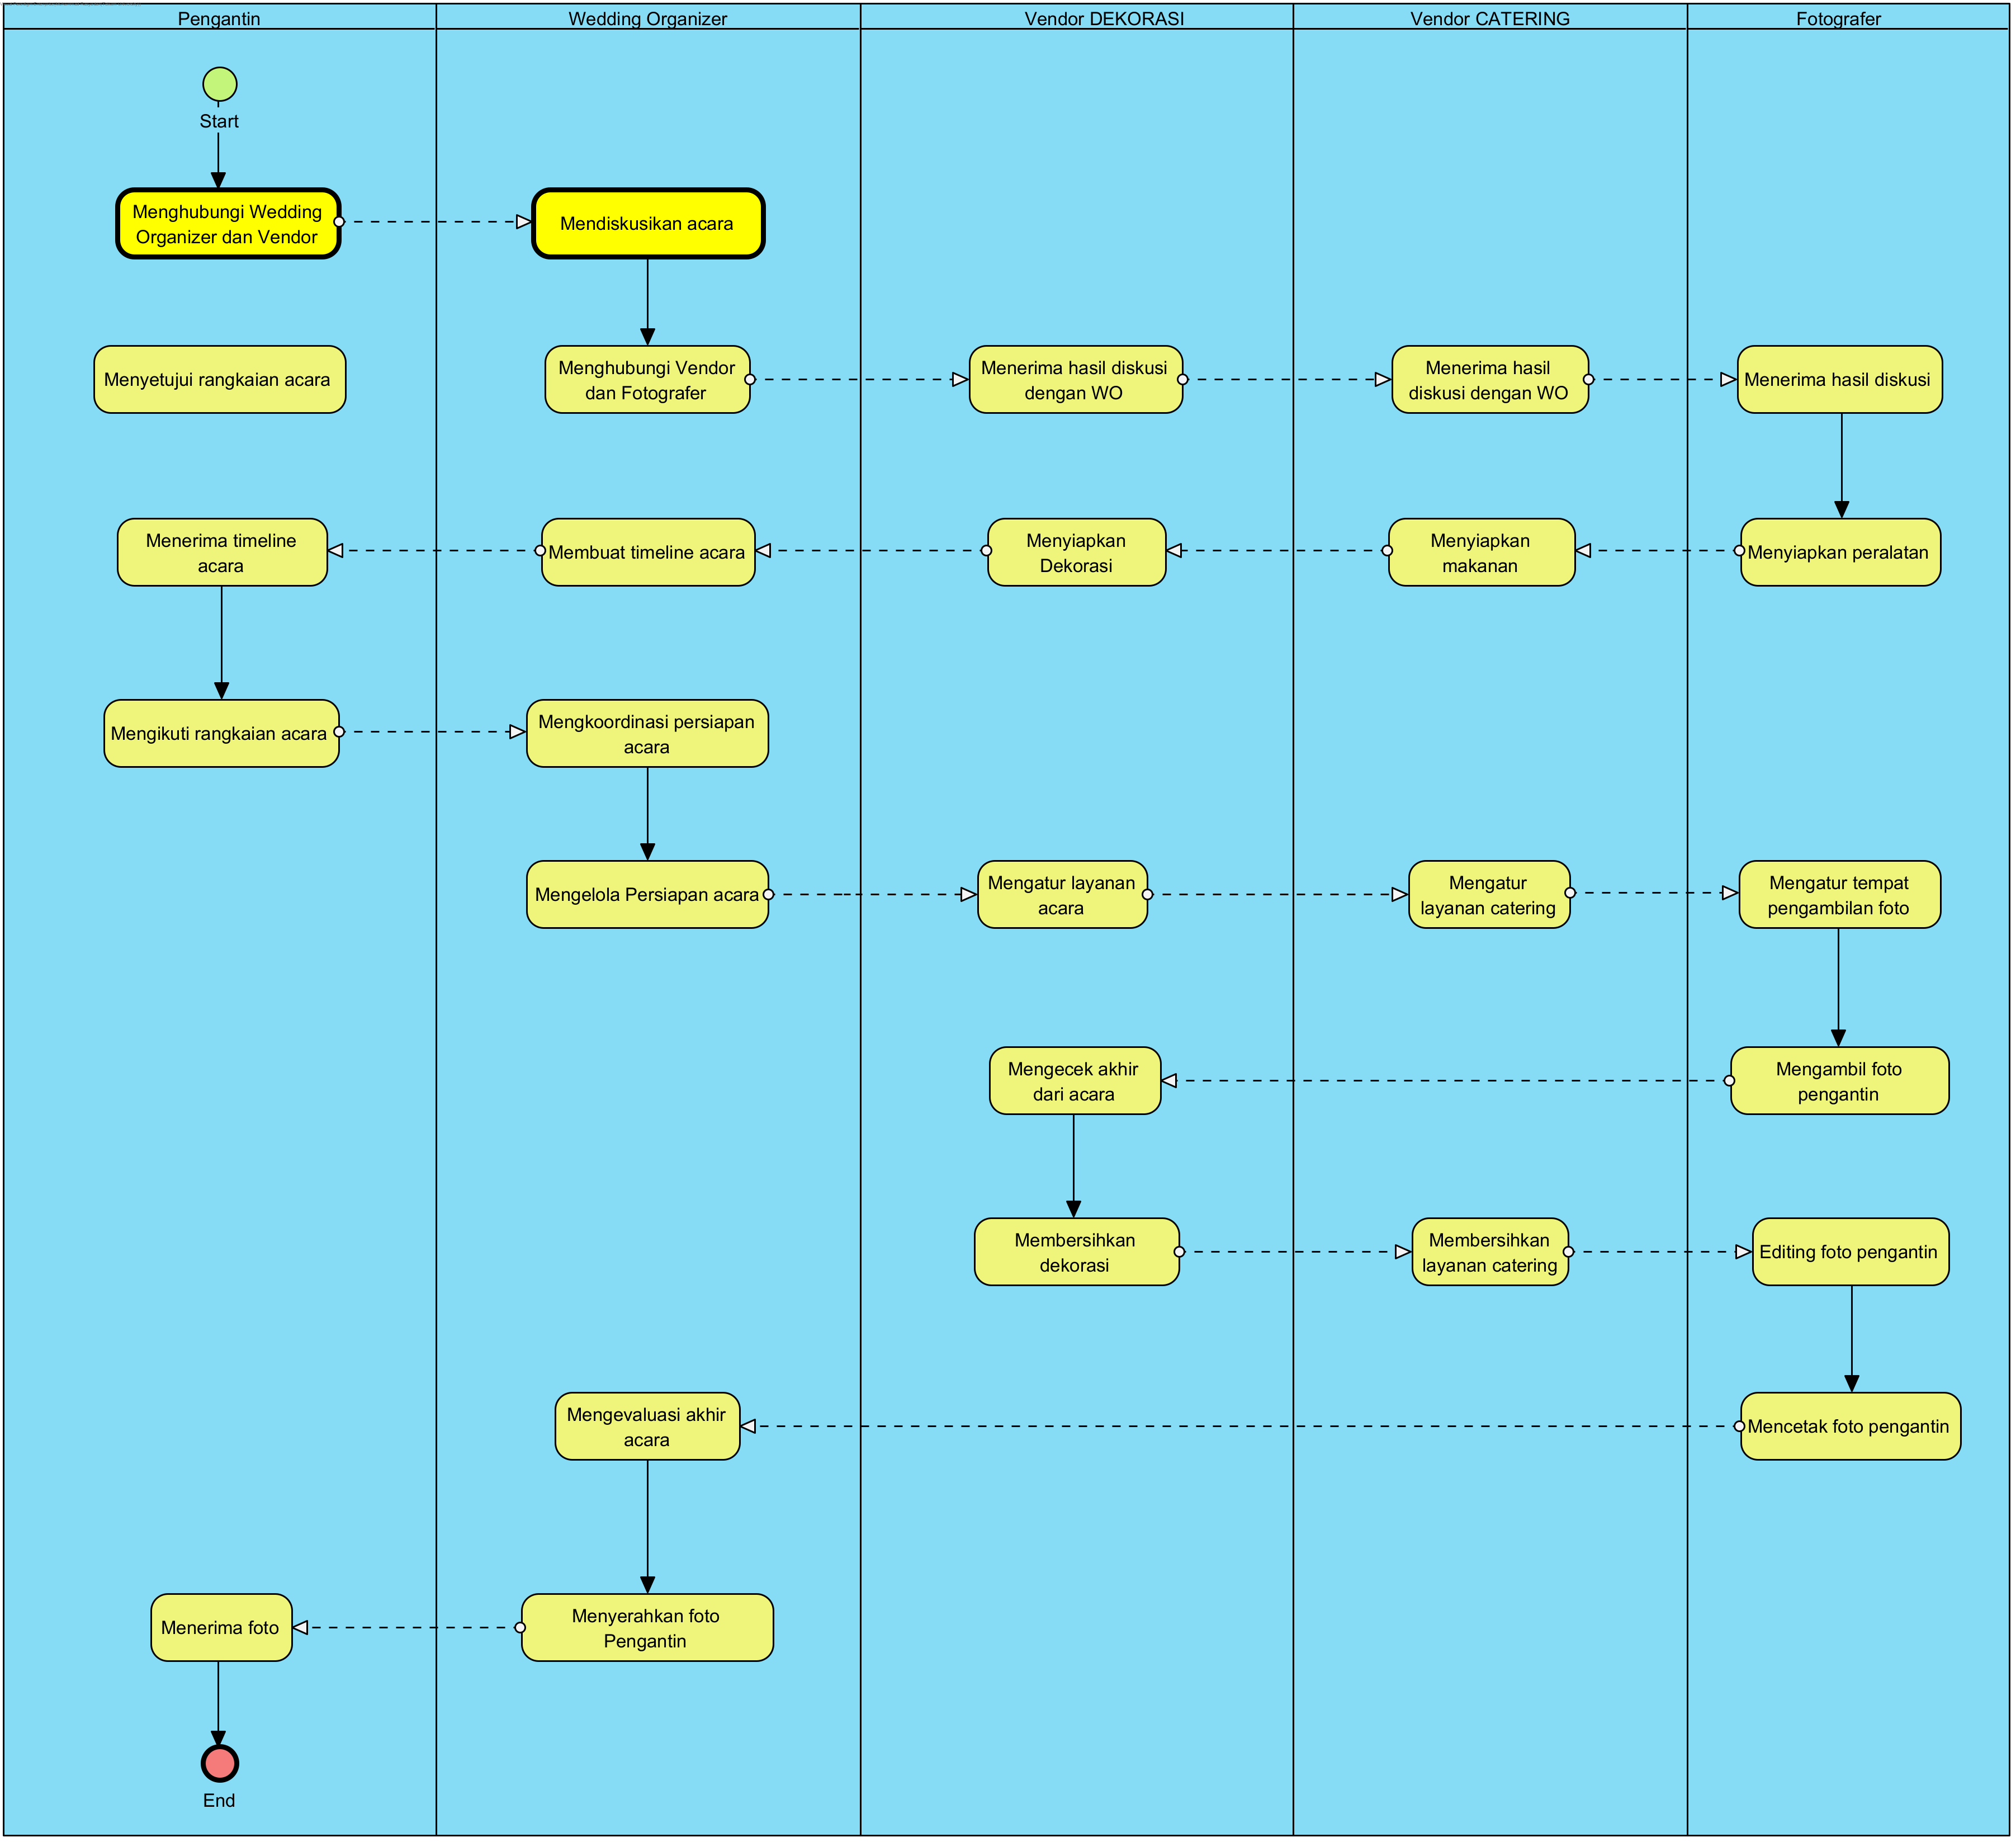 Pengantin
Wedding Organizer
Vendor DEKORASI
Vendor CATERING
Fotografer
Start
Menghubungi Wedding
Organizer dan Vendor
Mendiskusikan acara
Menyetujui rangkaian acara
Menghubungi Vendor
dan Fotografer
Menerima hasil diskusi
dengan WO
Menerima hasil
diskusi dengan WO
Menerima hasil diskusi
Menerima timeline
acara
Membuat timeline acara
Menyiapkan
Dekorasi
Menyiapkan
makanan
Menyiapkan peralatan
Mengikuti rangkaian acara
Mengkoordinasi persiapan
acara
Mengelola Persiapan acara
Mengatur layanan
acara
Mengatur
layanan catering
Mengatur tempat
pengambilan foto
Mengecek akhir
dari acara
Mengambil foto
pengantin
Membersihkan
dekorasi
Membersihkan
layanan catering
Editing foto pengantin
Mengevaluasi akhir
acara
Mencetak foto pengantin
Menerima foto
Menyerahkan foto
Pengantin
End